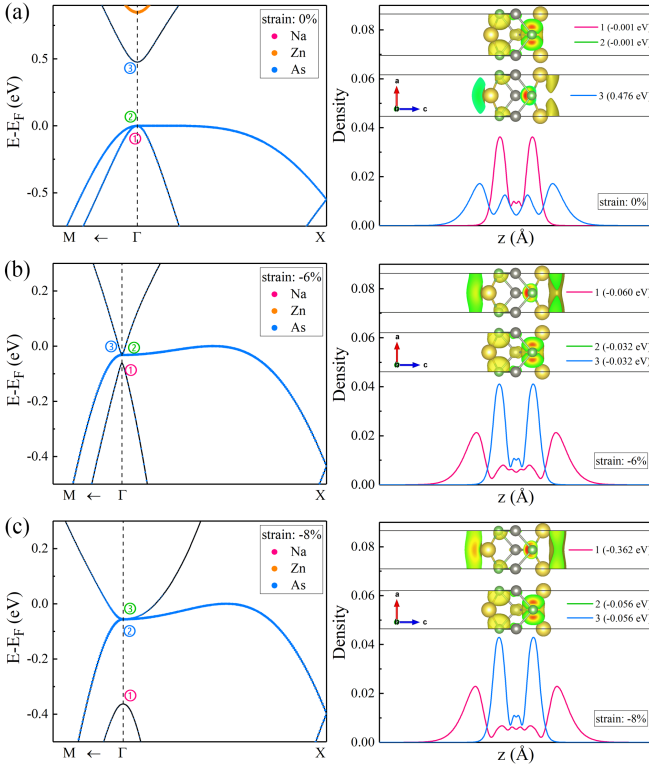 (a)
strain: 0%
Na
Zn
As
E-E_F (eV)
0.5
0.0
-0.5
③
②
①
M ← Γ X
Density
0.08
0.06
0.04
0.02
0.00
a
c
1 (-0.001 eV)
2 (-0.001 eV)
3 (0.476 eV)
strain: 0%
z (Å)
(b)
strain: -6%
Na
Zn
As
E-E_F (eV)
0.2
0.0
-0.2
-0.4
③
②
①
M ← Γ X
Density
0.08
0.06
0.04
0.02
0.00
a
c
1 (-0.060 eV)
2 (-0.032 eV)
3 (-0.032 eV)
strain: -6%
z (Å)
(c)
strain: -8%
Na
Zn
As
E-E_F (eV)
0.2
0.0
-0.2
-0.4
③
②
①
M ← Γ X
Density
0.08
0.06
0.04
0.02
0.00
a
c
1 (-0.362 eV)
2 (-0.056 eV)
3 (-0.056 eV)
strain: -8%
z (Å)